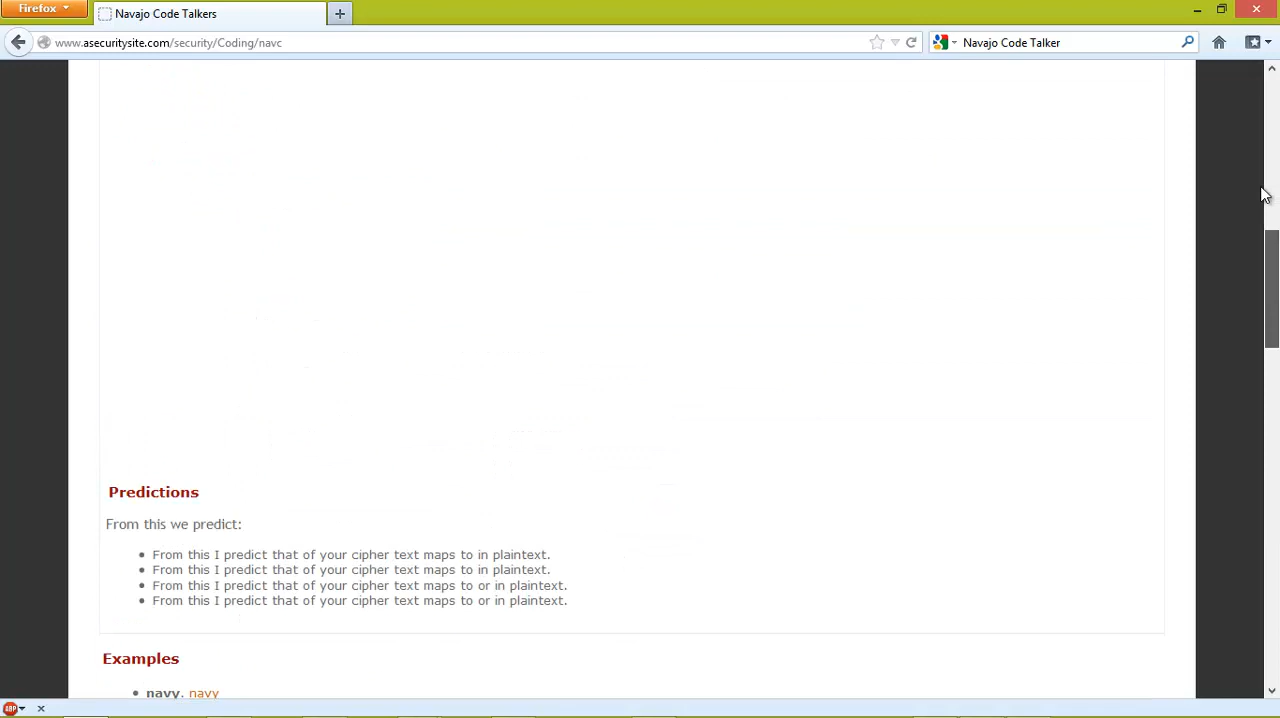 Firefox
Navajo Code Talkers
www.asecuritysite.com/security/Coding/navc
Navajo Code Talker
Predictions
From this we predict:
From this I predict that of your cipher text maps to in plaintext.
From this I predict that of your cipher text maps to in plaintext.
From this I predict that of your cipher text maps to or in plaintext.
From this I predict that of your cipher text maps to or in plaintext.
Examples
navy. navy
ABP